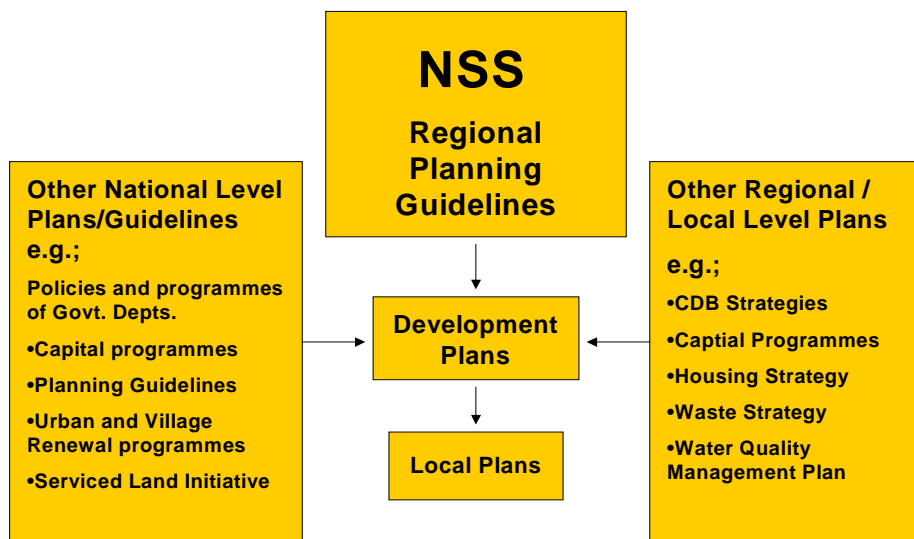 NSS
Regional
Planning
Guidelines
Other National Level
Plans/Guidelines
e.g.;
Policies and programmes
of Govt. Depts.
•Capital programmes
•Planning Guidelines
•Urban and Village
Renewal programmes
•Serviced Land Initiative
Development
Plans
Local Plans
Other Regional /
Local Level Plans
e.g.;
•CDB Strategies
•Captial Programmes
•Housing Strategy
•Waste Strategy
•Water Quality
Management Plan